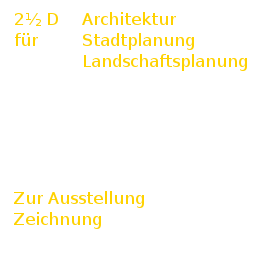 2½ D Architektur
für Stadtplanung
Landschaftsplanung
Zur Ausstellung
Zeichnung